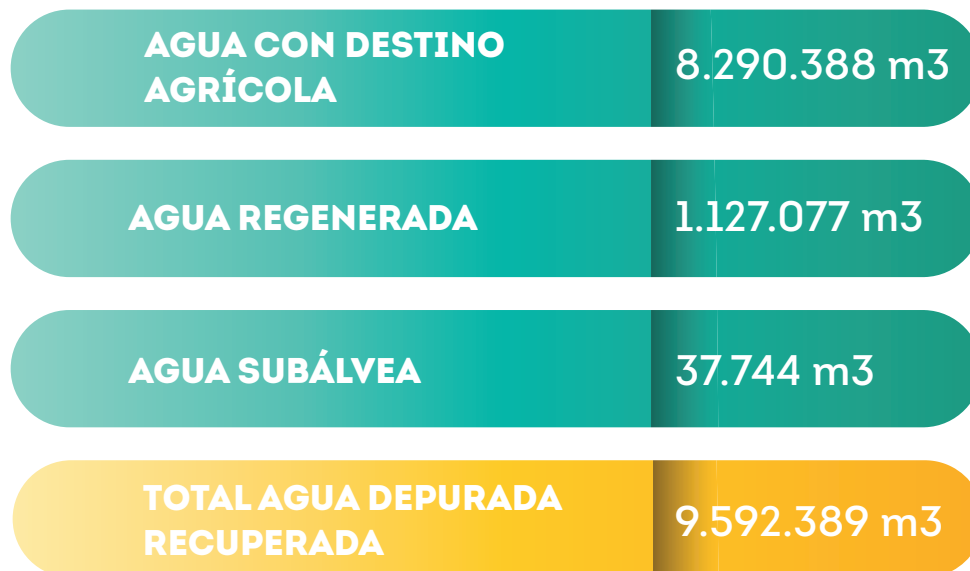 AGUA CON DESTINO
AGRÍCOLA
8.290.388 m3
AGUA REGENERADA
1.127.077 m3
AGUA SUBÁLVEA
37.744 m3
TOTAL AGUA DEPURADA
RECUPERADA
9.592.389 m3